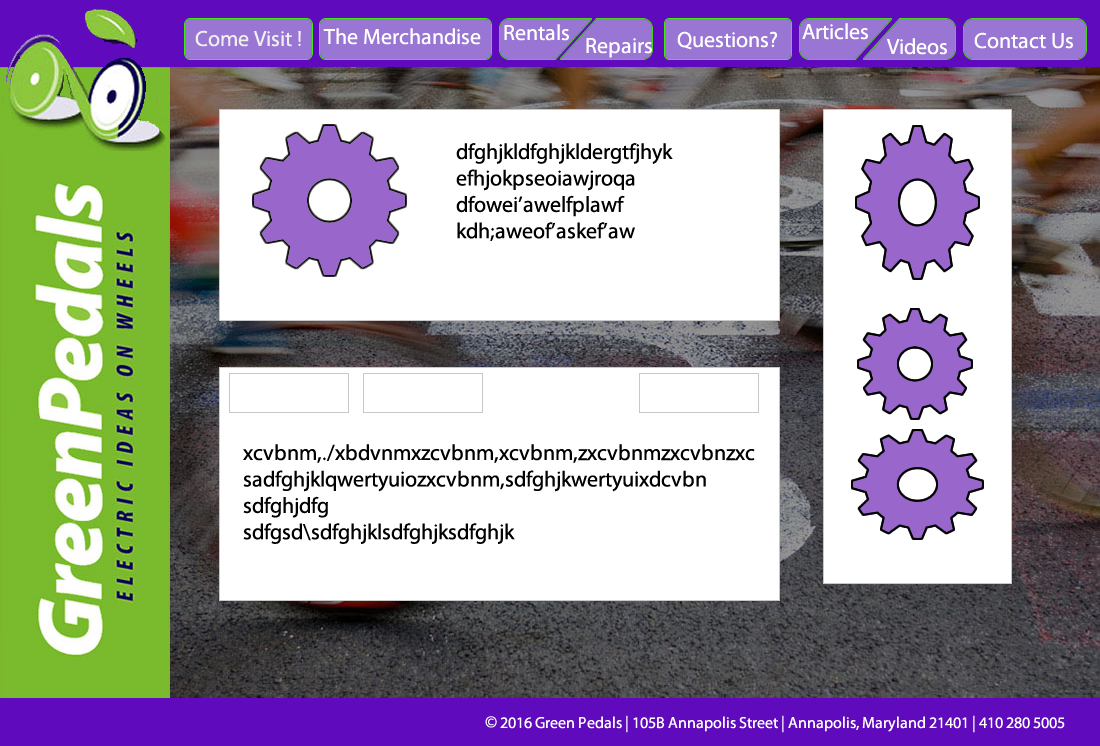 Come Visit !
The Merchandise
Rentals
Repairs
Questions?
Articles
Videos
Contact Us
GreenPedals
ELECTRIC IDEAS ON WHEELS
dfghjkldfghjkldergtfjhyk
efhjokpseoiawjroqa
dfowei’awelfplawf
kdh;aweof’askef’aw
xcvbnm,./xbdvnmxzcvbnm,xcvbnm,zxcvbnmzxcvbnzxc
sadfghjklqwertyuiozxcvbnm,sdfghjkwertyuixdcvbn
sdfghjdfg
sdfgsd\sdfghjklsdfghjksdfghjk
© 2016 Green Pedals | 105B Annapolis Street | Annapolis, Maryland 21401 | 410 280 5005